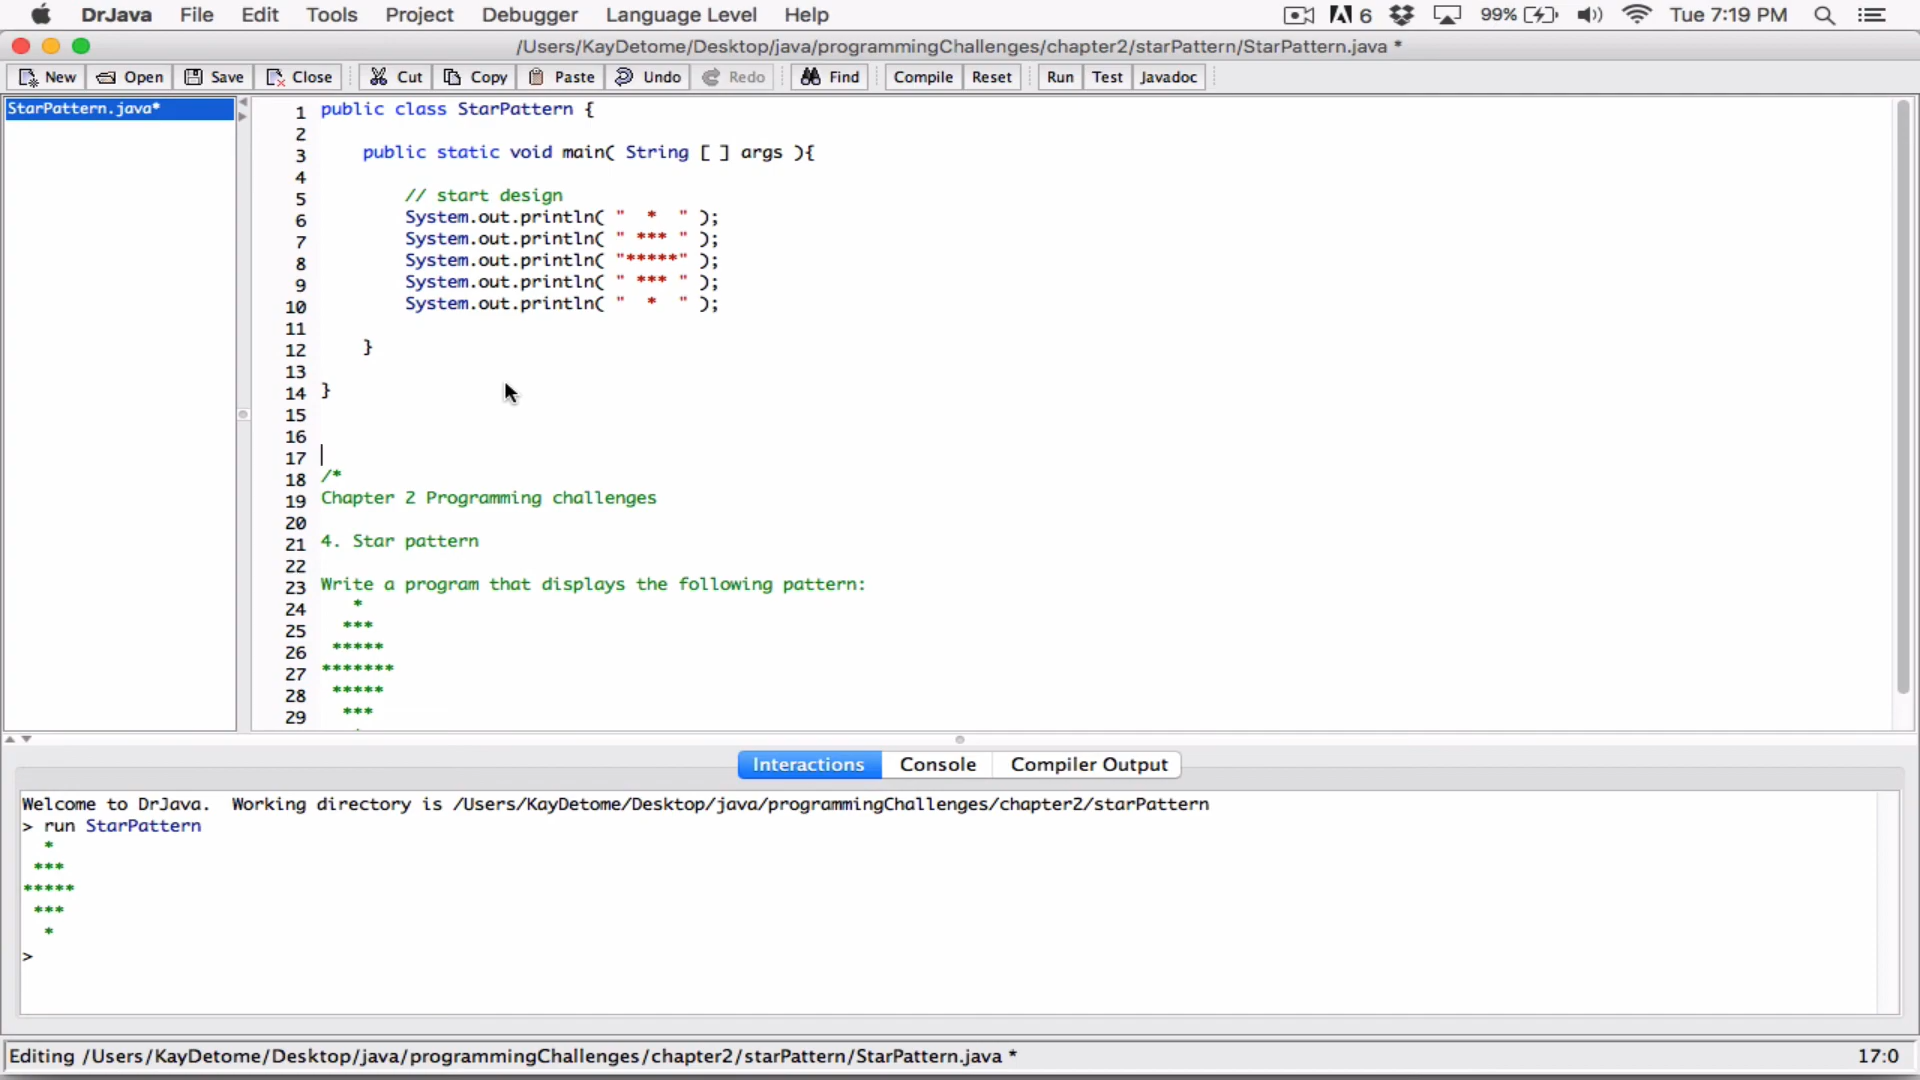 DrJava File Edit Tools Project Debugger Language Level Help 6 99% Tue 7:19 PM
/Users/KayDetome/Desktop/java/programmingChallenges/chapter2/starPattern/StarPattern.java *
New Open Save Close Cut Copy Paste Undo Redo Find Compile Reset Run Test Javadoc
StarPattern.java*
1 public class StarPattern {
2
3     public static void main( String [ ] args ){
4
5         // start design
6         System.out.println( "  *  " );
7         System.out.println( " *** " );
8         System.out.println( "*****" );
9         System.out.println( " *** " );
10         System.out.println( "  *  " );
11
12     }
13
14 }
15
16
17
18 /*
19 Chapter 2 Programming challenges
20
21 4. Star pattern
22
23 Write a program that displays the following pattern:
24    *
25   ***
26  *****
27 *******
28  *****
29   ***
Interactions Console Compiler Output
Welcome to DrJava.  Working directory is /Users/KayDetome/Desktop/java/programmingChallenges/chapter2/starPattern
> run StarPattern
  *
 ***
*****
 ***
  *
>
Editing /Users/KayDetome/Desktop/java/programmingChallenges/chapter2/starPattern/StarPattern.java * 17:0